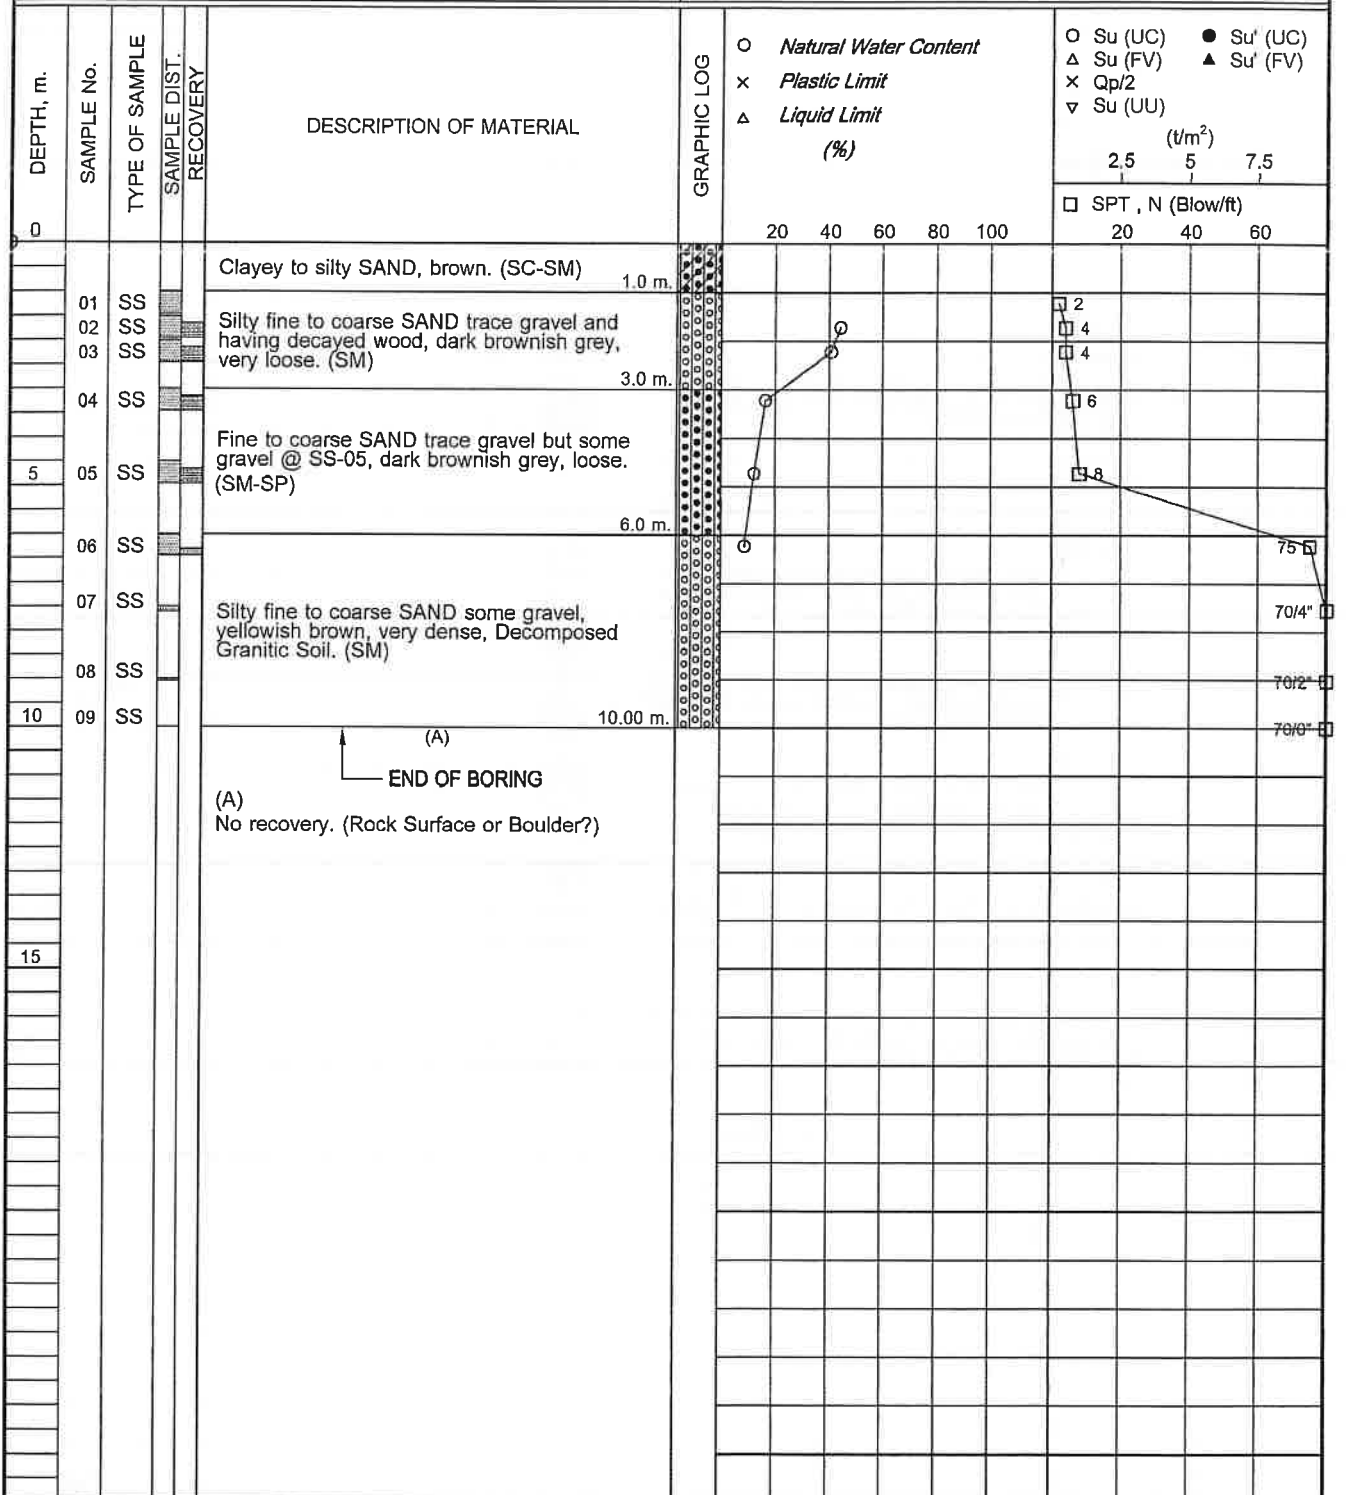 DEPTH, m.
SAMPLE No.
TYPE OF SAMPLE
SAMPLE DIST.
RECOVERY
DESCRIPTION OF MATERIAL
GRAPHIC LOG
○ Natural Water Content
× Plastic Limit
△ Liquid Limit
(%)
20 40 60 80 100
○ Su (UC) ● Su' (UC)
△ Su (FV) ▲ Su' (FV)
× Qp/2
▽ Su (UU)
(t/m²)
2.5 5 7.5
□ SPT , N (Blow/ft)
20 40 60
0
Clayey to silty SAND, brown. (SC-SM)
1.0 m.
01 SS 2
02 SS 4
03 SS 4
Silty fine to coarse SAND trace gravel and
having decayed wood, dark brownish grey,
very loose. (SM)
3.0 m.
04 SS 6
Fine to coarse SAND trace gravel but some
gravel @ SS-05, dark brownish grey, loose.
(SM-SP)
5 05 SS 8
6.0 m.
06 SS 75
07 SS 70/4"
Silty fine to coarse SAND some gravel,
yellowish brown, very dense, Decomposed
Granitic Soil. (SM)
08 SS 70/2"
10 09 SS 10.00 m. 70/0"
(A)
END OF BORING
(A)
No recovery. (Rock Surface or Boulder?)
15